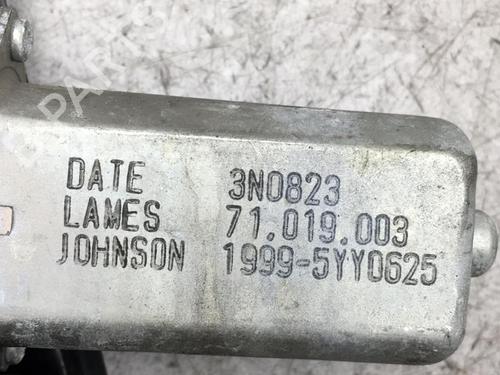 DATE 3N0823
LAMES 71.019.003
JOHNSON 1999-5YY0625